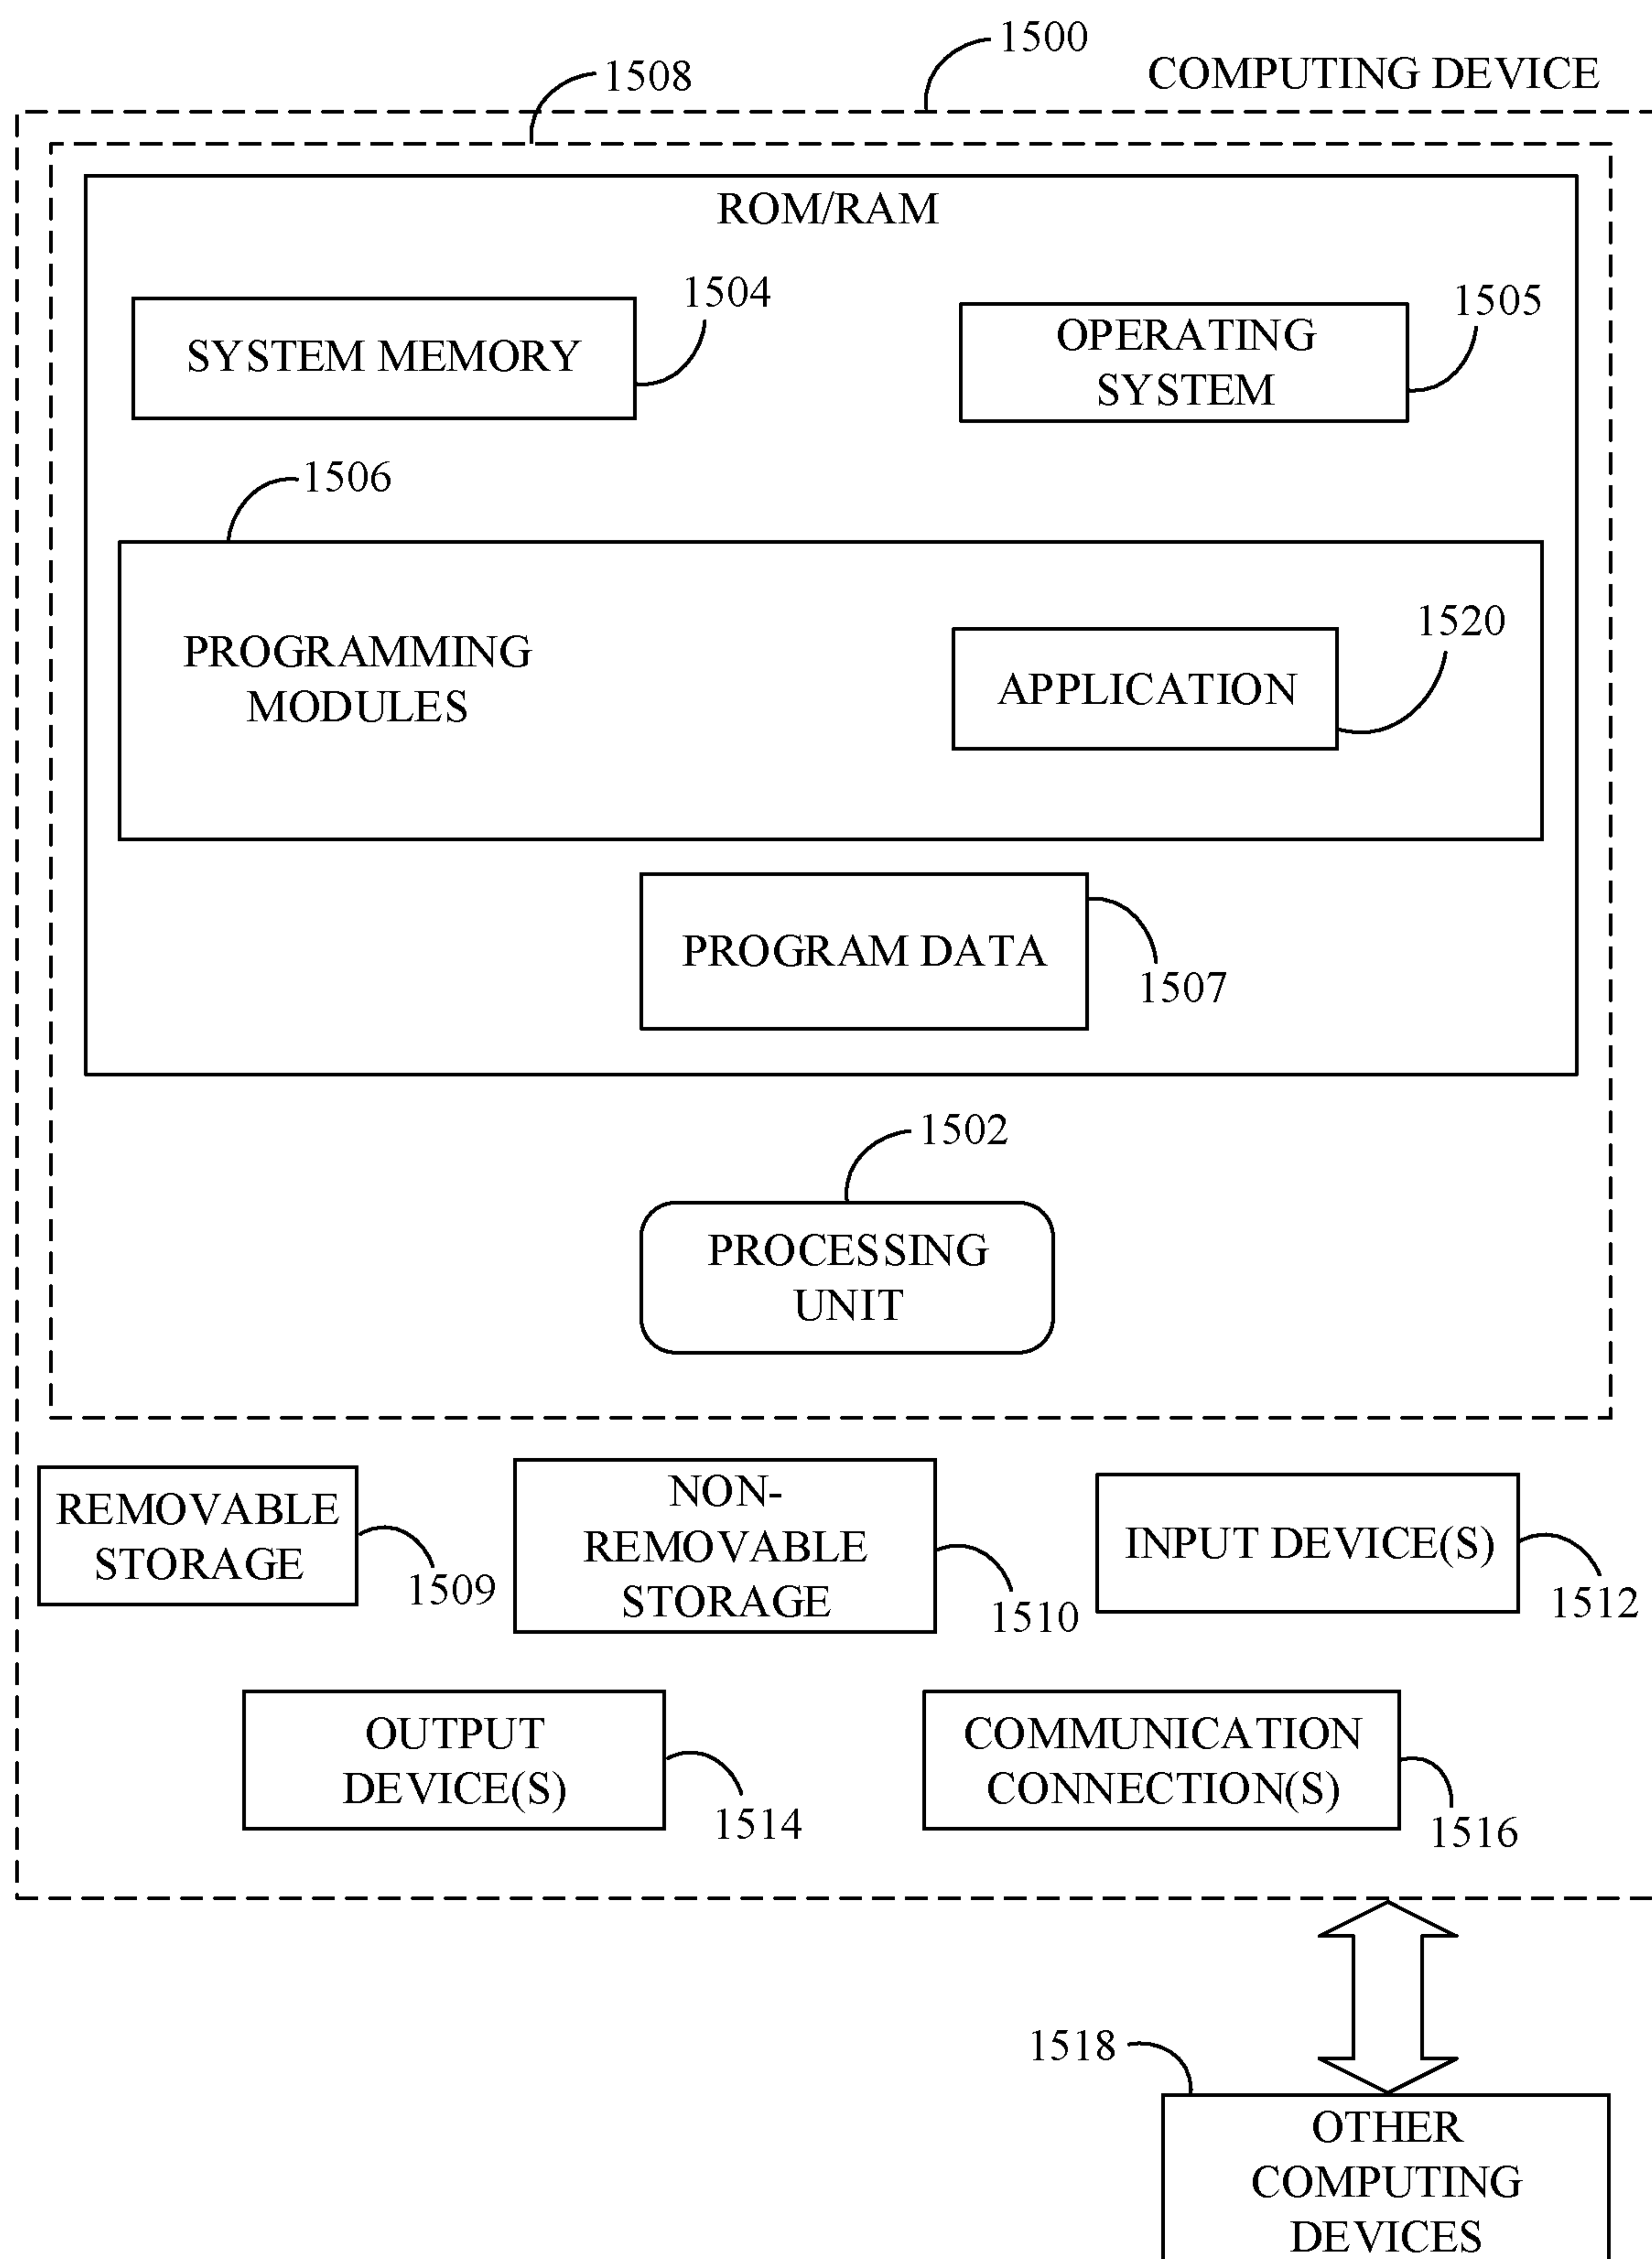 1500
COMPUTING DEVICE
1508
ROM/RAM
1504
SYSTEM MEMORY
1505
OPERATING
SYSTEM
1506
PROGRAMMING
MODULES
1520
APPLICATION
PROGRAM DATA
1507
1502
PROCESSING
UNIT
REMOVABLE
STORAGE
1509
NON-
REMOVABLE
STORAGE
1510
INPUT DEVICE(S)
1512
OUTPUT
DEVICE(S)
1514
COMMUNICATION
CONNECTION(S)
1516
1518
OTHER
COMPUTING
DEVICES